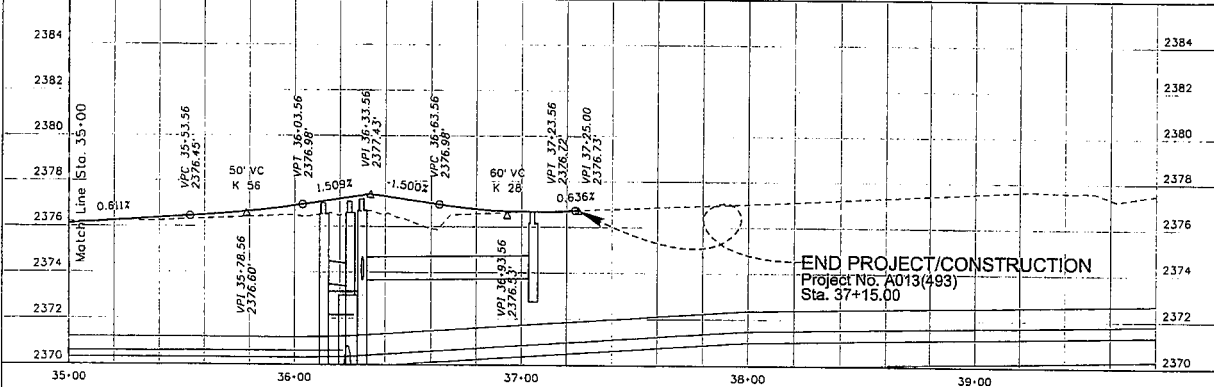 2384
2382
2380
2378
2376
2374
2372
2370
Match Line Sta. 35+00
0.611%
VPC 35+53.56
2376.45'
50' VC
K 56
VPI 35+78.56
2376.60'
VPT 36+03.56
2376.98'
1.509%
VPI 36+33.56
2377.43'
-1.500%
VPC 36+63.56
2376.98'
60' VC
K 28
VPI 36+93.56
2376.53'
VPT 37+23.56
2376.72'
VPI 37+25.00
2376.73'
0.636%
END PROJECT/CONSTRUCTION
Project No. A013(493)
Sta. 37+15.00
2384
2382
2380
2378
2376
2374
2372
2370
35+00
36+00
37+00
38+00
39+00